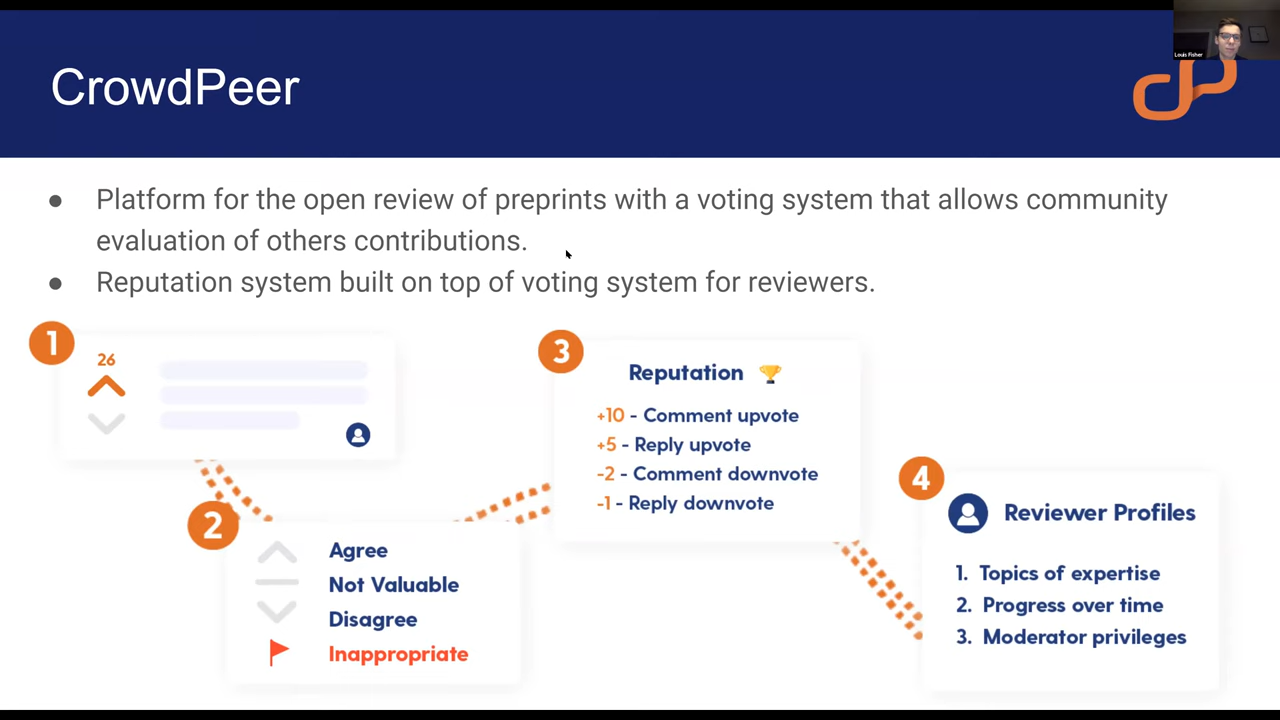 CrowdPeer
Louis Fisher
● Platform for the open review of preprints with a voting system that allows community
evaluation of others contributions.
● Reputation system built on top of voting system for reviewers.
1
26
2
Agree
Not Valuable
Disagree
Inappropriate
3
Reputation
+10 - Comment upvote
+5 - Reply upvote
-2 - Comment downvote
-1 - Reply downvote
4
Reviewer Profiles
1. Topics of expertise
2. Progress over time
3. Moderator privileges